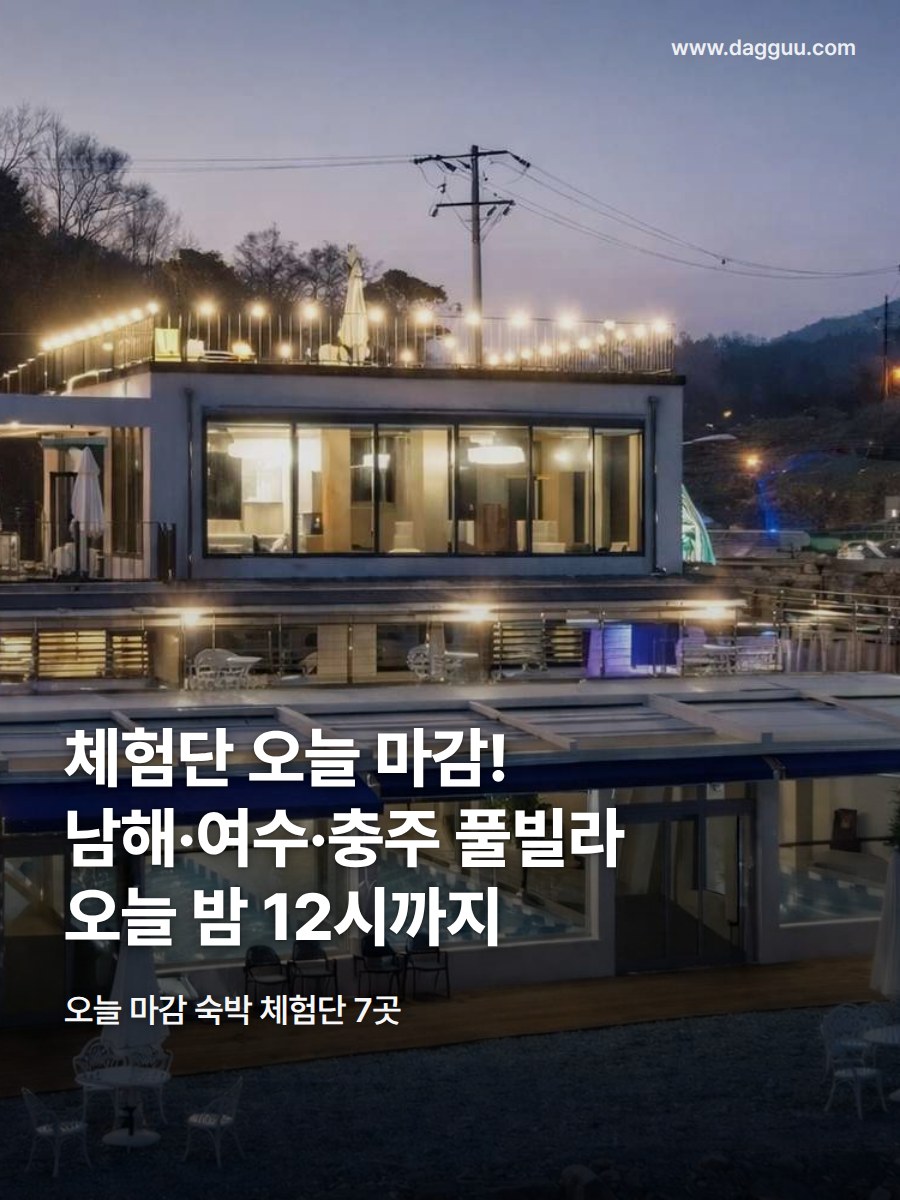 www.dagguu.com
체험단 오늘 마감!
남해·여수·충주 풀빌라
오늘 밤 12시까지
오늘 마감 숙박 체험단 7곳